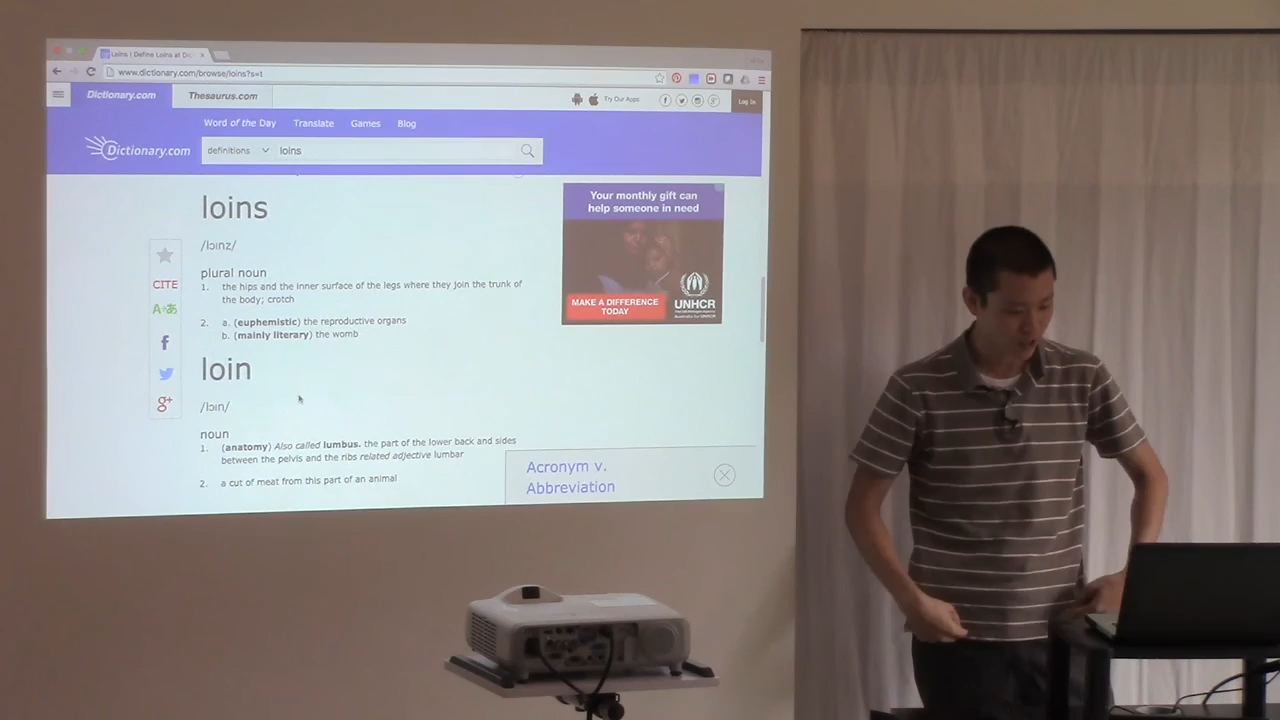 Loins | Define Loins at Di
www.dictionary.com/browse/loins?s=t
Dictionary.com
Thesaurus.com
Try Our Apps
Log In
Word of the Day
Translate
Games
Blog
Dictionary.com
definitions
loins
loins
/lɔɪnz/
plural noun
1. the hips and the inner surface of the legs where they join the trunk of
the body; crotch
2. a. (euphemistic) the reproductive organs
b. (mainly literary) the womb
loin
/lɔɪn/
noun
1. (anatomy) Also called lumbus. the part of the lower back and sides
between the pelvis and the ribs related adjective lumbar
2. a cut of meat from this part of an animal
CITE
Your monthly gift can
help someone in need
MAKE A DIFFERENCE
TODAY
UNHCR
Acronym v.
Abbreviation